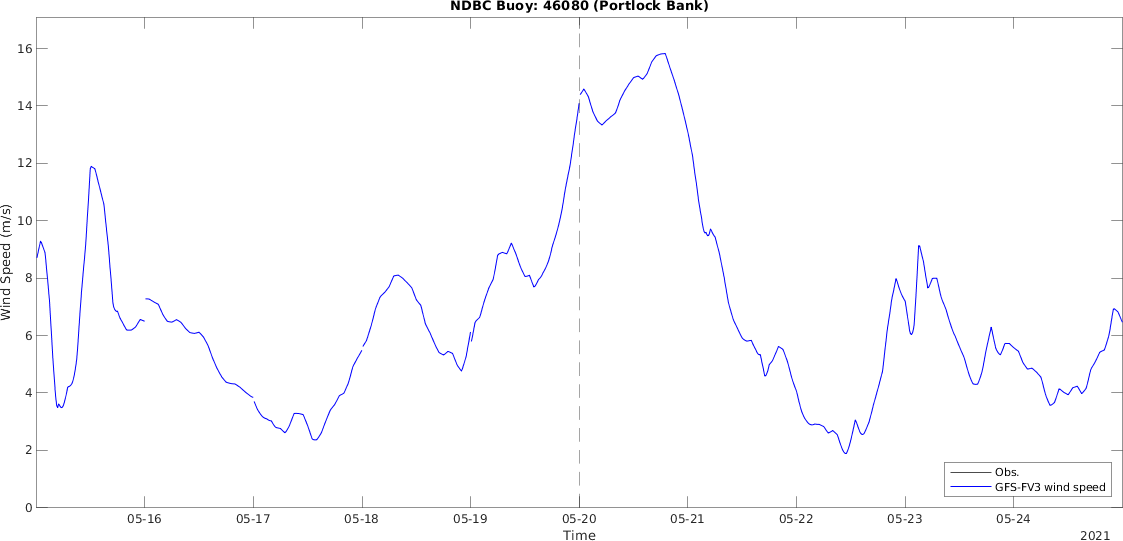 NDBC Buoy: 46080 (Portlock Bank)
Wind Speed (m/s)
16
14
12
10
8
6
4
2
0
Obs.
GFS-FV3 wind speed
05-16 05-17 05-18 05-19 05-20 05-21 05-22 05-23 05-24
Time
2021